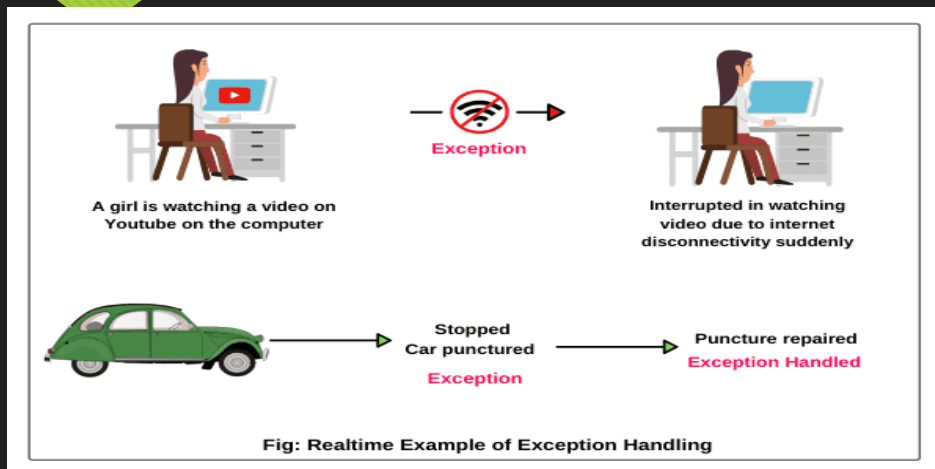 Exception
A girl is watching a video on
Youtube on the computer
Interrupted in watching
video due to internet
disconnectivity suddenly
Stopped
Car punctured
Exception
Puncture repaired
Exception Handled
Fig: Realtime Example of Exception Handling